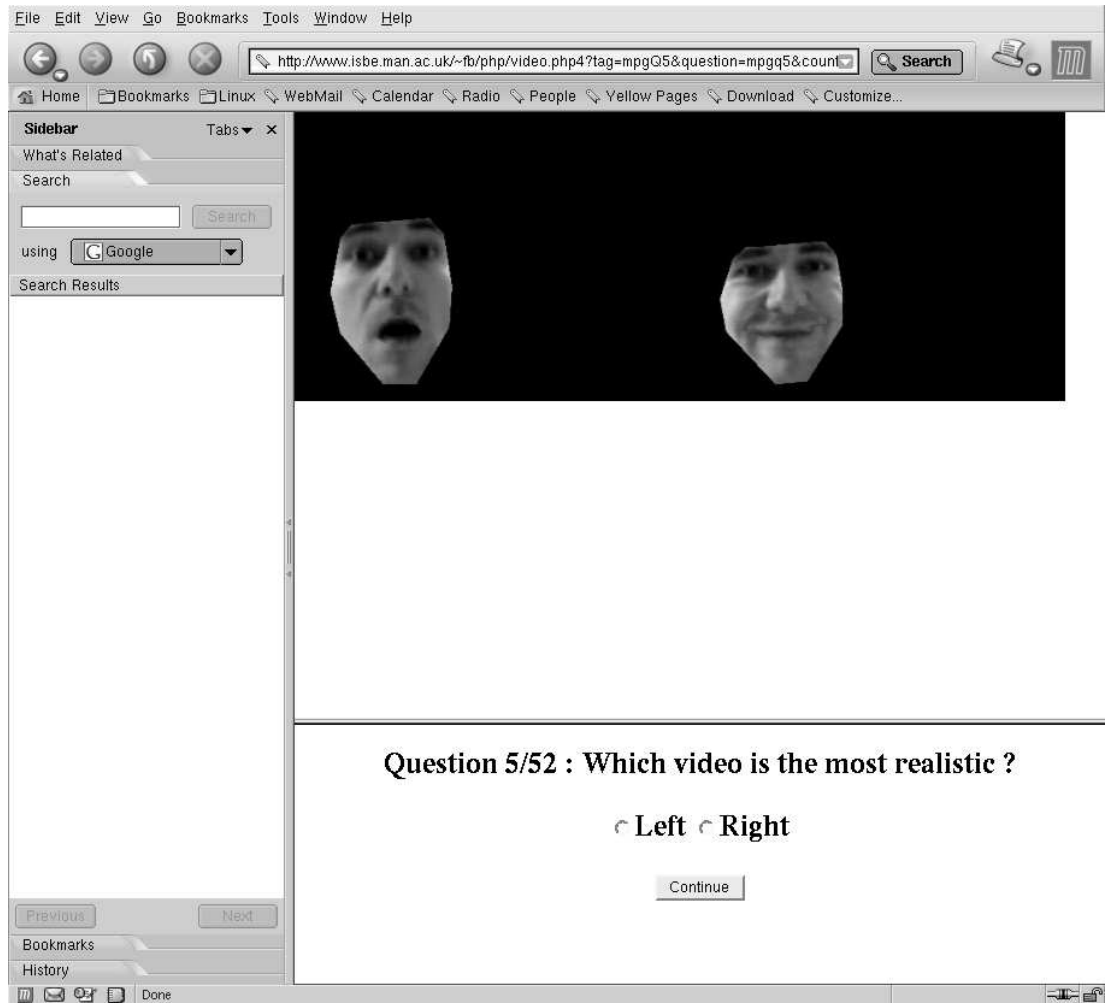 File Edit View Go Bookmarks Tools Window Help
http://www.isbe.man.ac.uk/~fb/php/video.php4?tag=mpgQ5&question=mpgq5&count Search
Home Bookmarks Linux WebMail Calendar Radio People Yellow Pages Download Customize...
Sidebar Tabs
What's Related
Search
Search
using Google
Search Results
Question 5/52 : Which video is the most realistic ?
Left Right
Continue
Previous Next
Bookmarks
History
Done